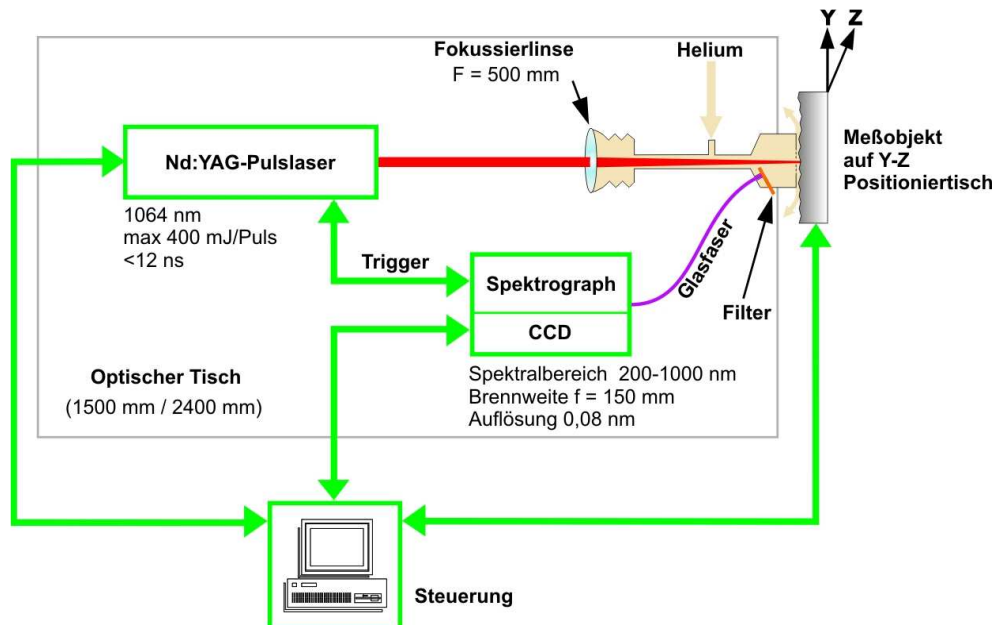 Y Z
Fokussierlinse
F = 500 mm
Helium
Nd:YAG-Pulslaser
Meßobjekt
auf Y-Z
Positioniertisch
1064 nm
max 400 mJ/Puls
<12 ns
Trigger
Glasfaser
Spektrograph
Filter
CCD
Optischer Tisch
(1500 mm / 2400 mm)
Spektralbereich 200-1000 nm
Brennweite f = 150 mm
Auflösung 0,08 nm
Steuerung